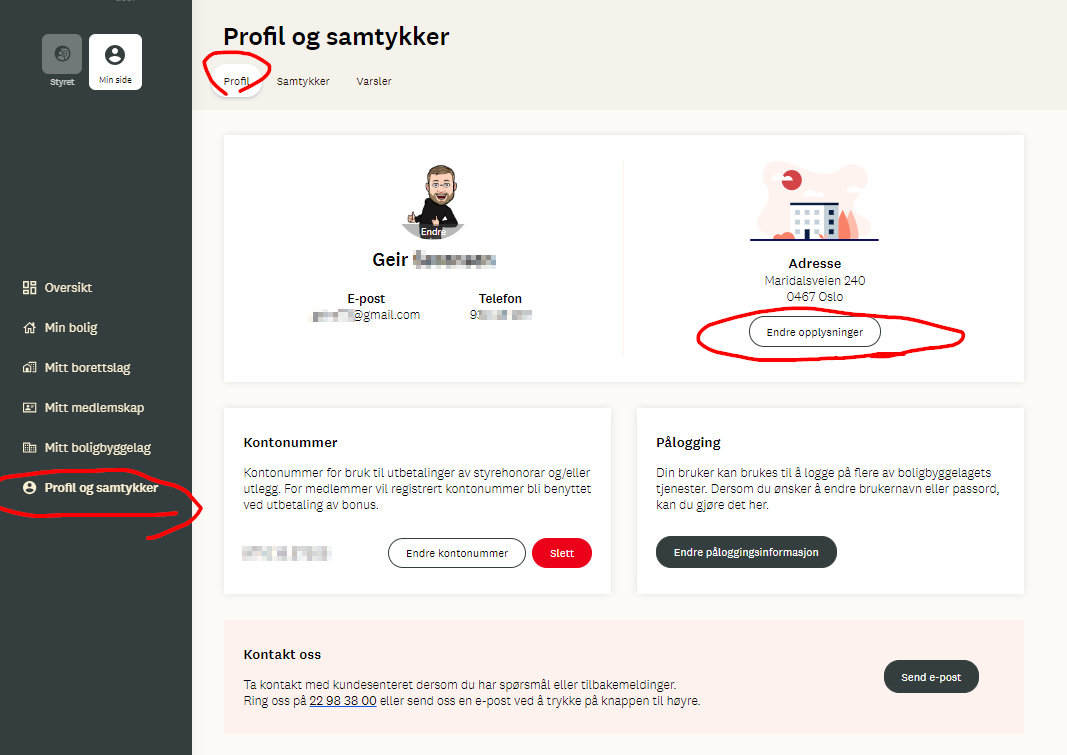 Styret
Min side
Profil og samtykker
Profil
Samtykker
Varsler
Oversikt
Min bolig
Mitt borettslag
Mitt medlemskap
Mitt boligbyggelag
Profil og samtykker
Endre
Geir
E-post
@gmail.com
Telefon
93
Adresse
Maridalsveien 240
0467 Oslo
Endre opplysninger
Kontonummer
Kontonummer for bruk til utbetalinger av styrehonorar og/eller
utlegg. For medlemmer vil registrert kontonummer bli benyttet
ved utbetaling av bonus.
Endre kontonummer
Slett
Pålogging
Din bruker kan brukes til å logge på flere av boligbyggelagets
tjenester. Dersom du ønsker å endre brukernavn eller passord,
kan du gjøre det her.
Endre påloggingsinformasjon
Kontakt oss
Ta kontakt med kundesenteret dersom du har spørsmål eller tilbakemeldinger.
Ring oss på 22 98 38 00 eller send oss en e-post ved å trykke på knappen til høyre.
Send e-post